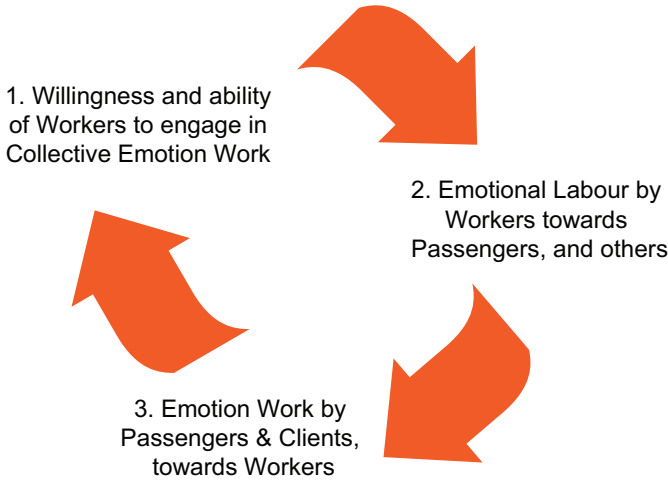 1. Willingness and ability
of Workers to engage in
Collective Emotion Work
2. Emotional Labour by
Workers towards
Passengers, and others
3. Emotion Work by
Passengers & Clients,
towards Workers